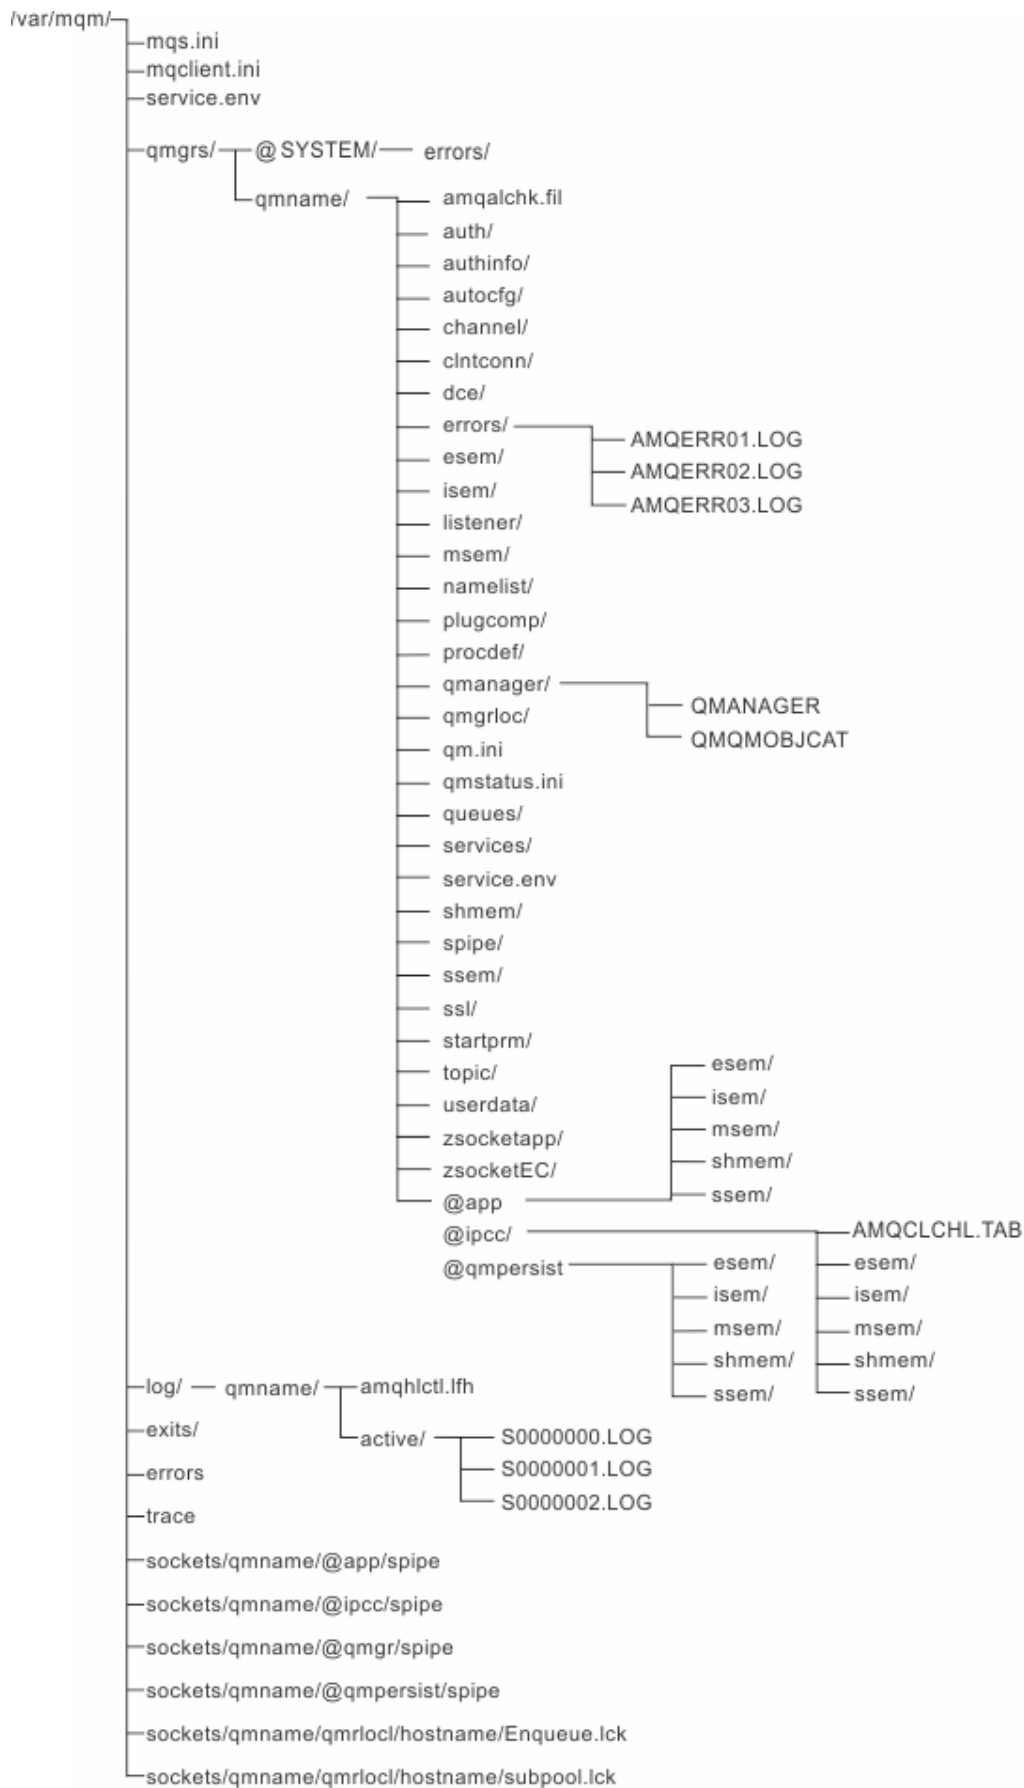 /var/mqm/
mqs.ini
mqclient.ini
service.env
qmgrs/ @SYSTEM/ errors/
qmname/ amqalchk.fil
auth/
authinfo/
autocfg/
channel/
clntconn/
dce/
errors/
AMQERR01.LOG
esem/
AMQERR02.LOG
isem/
AMQERR03.LOG
listener/
msem/
namelist/
plugcomp/
procdef/
qmanager/
QMANAGER
qmgrloc/
QMQMOBJCAT
qm.ini
qmstatus.ini
queues/
services/
service.env
shmem/
spipe/
ssem/
ssl/
startprm/
topic/
esem/
userdata/
isem/
zsocketapp/
msem/
zsocketEC/
shmem/
@app
ssem/
@ipcc/ AMQCLCHL.TAB
@qmpersist esem/ esem/
isem/ isem/
msem/ msem/
shmem/ shmem/
log/ qmname/ amqhlctl.lfh ssem/ ssem/
exits/
active/ S0000000.LOG
errors S0000001.LOG
S0000002.LOG
trace
sockets/qmname/@app/spipe
sockets/qmname/@ipcc/spipe
sockets/qmname/@qmgr/spipe
sockets/qmname/@qmpersist/spipe
sockets/qmname/qmrlocl/hostname/Enqueue.lck
sockets/qmname/qmrlocl/hostname/subpool.lck